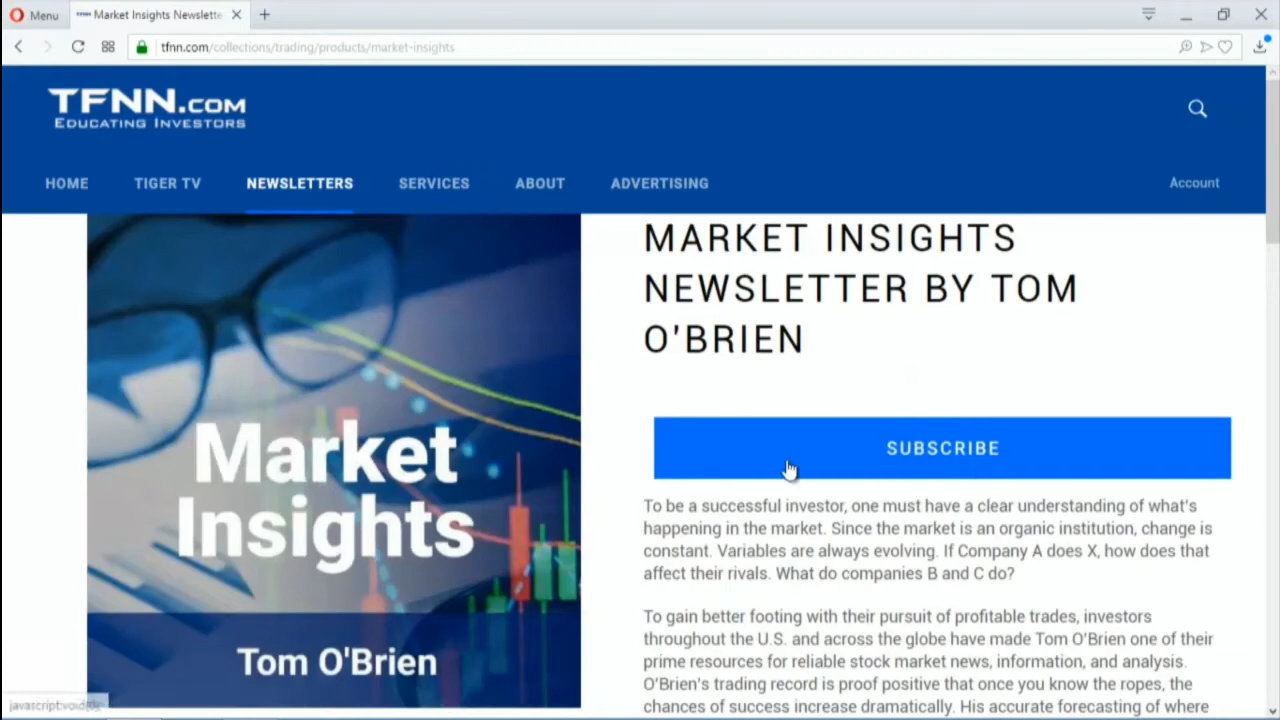 Menu
Market Insights Newslette
tfnn.com/collections/trading/products/market-insights
TFNN.COM
EDUCATING INVESTORS
HOME TIGER TV NEWSLETTERS SERVICES ABOUT ADVERTISING Account
Market
Insights
Tom O'Brien
MARKET INSIGHTS
NEWSLETTER BY TOM
O'BRIEN
SUBSCRIBE
To be a successful investor, one must have a clear understanding of what's
happening in the market. Since the market is an organic institution, change is
constant. Variables are always evolving. If Company A does X, how does that
affect their rivals. What do companies B and C do?
To gain better footing with their pursuit of profitable trades, investors
throughout the U.S. and across the globe have made Tom O'Brien one of their
prime resources for reliable stock market news, information, and analysis.
O'Brien's trading record is proof positive that once you know the ropes, the
chances of success increase dramatically. His accurate forecasting of where